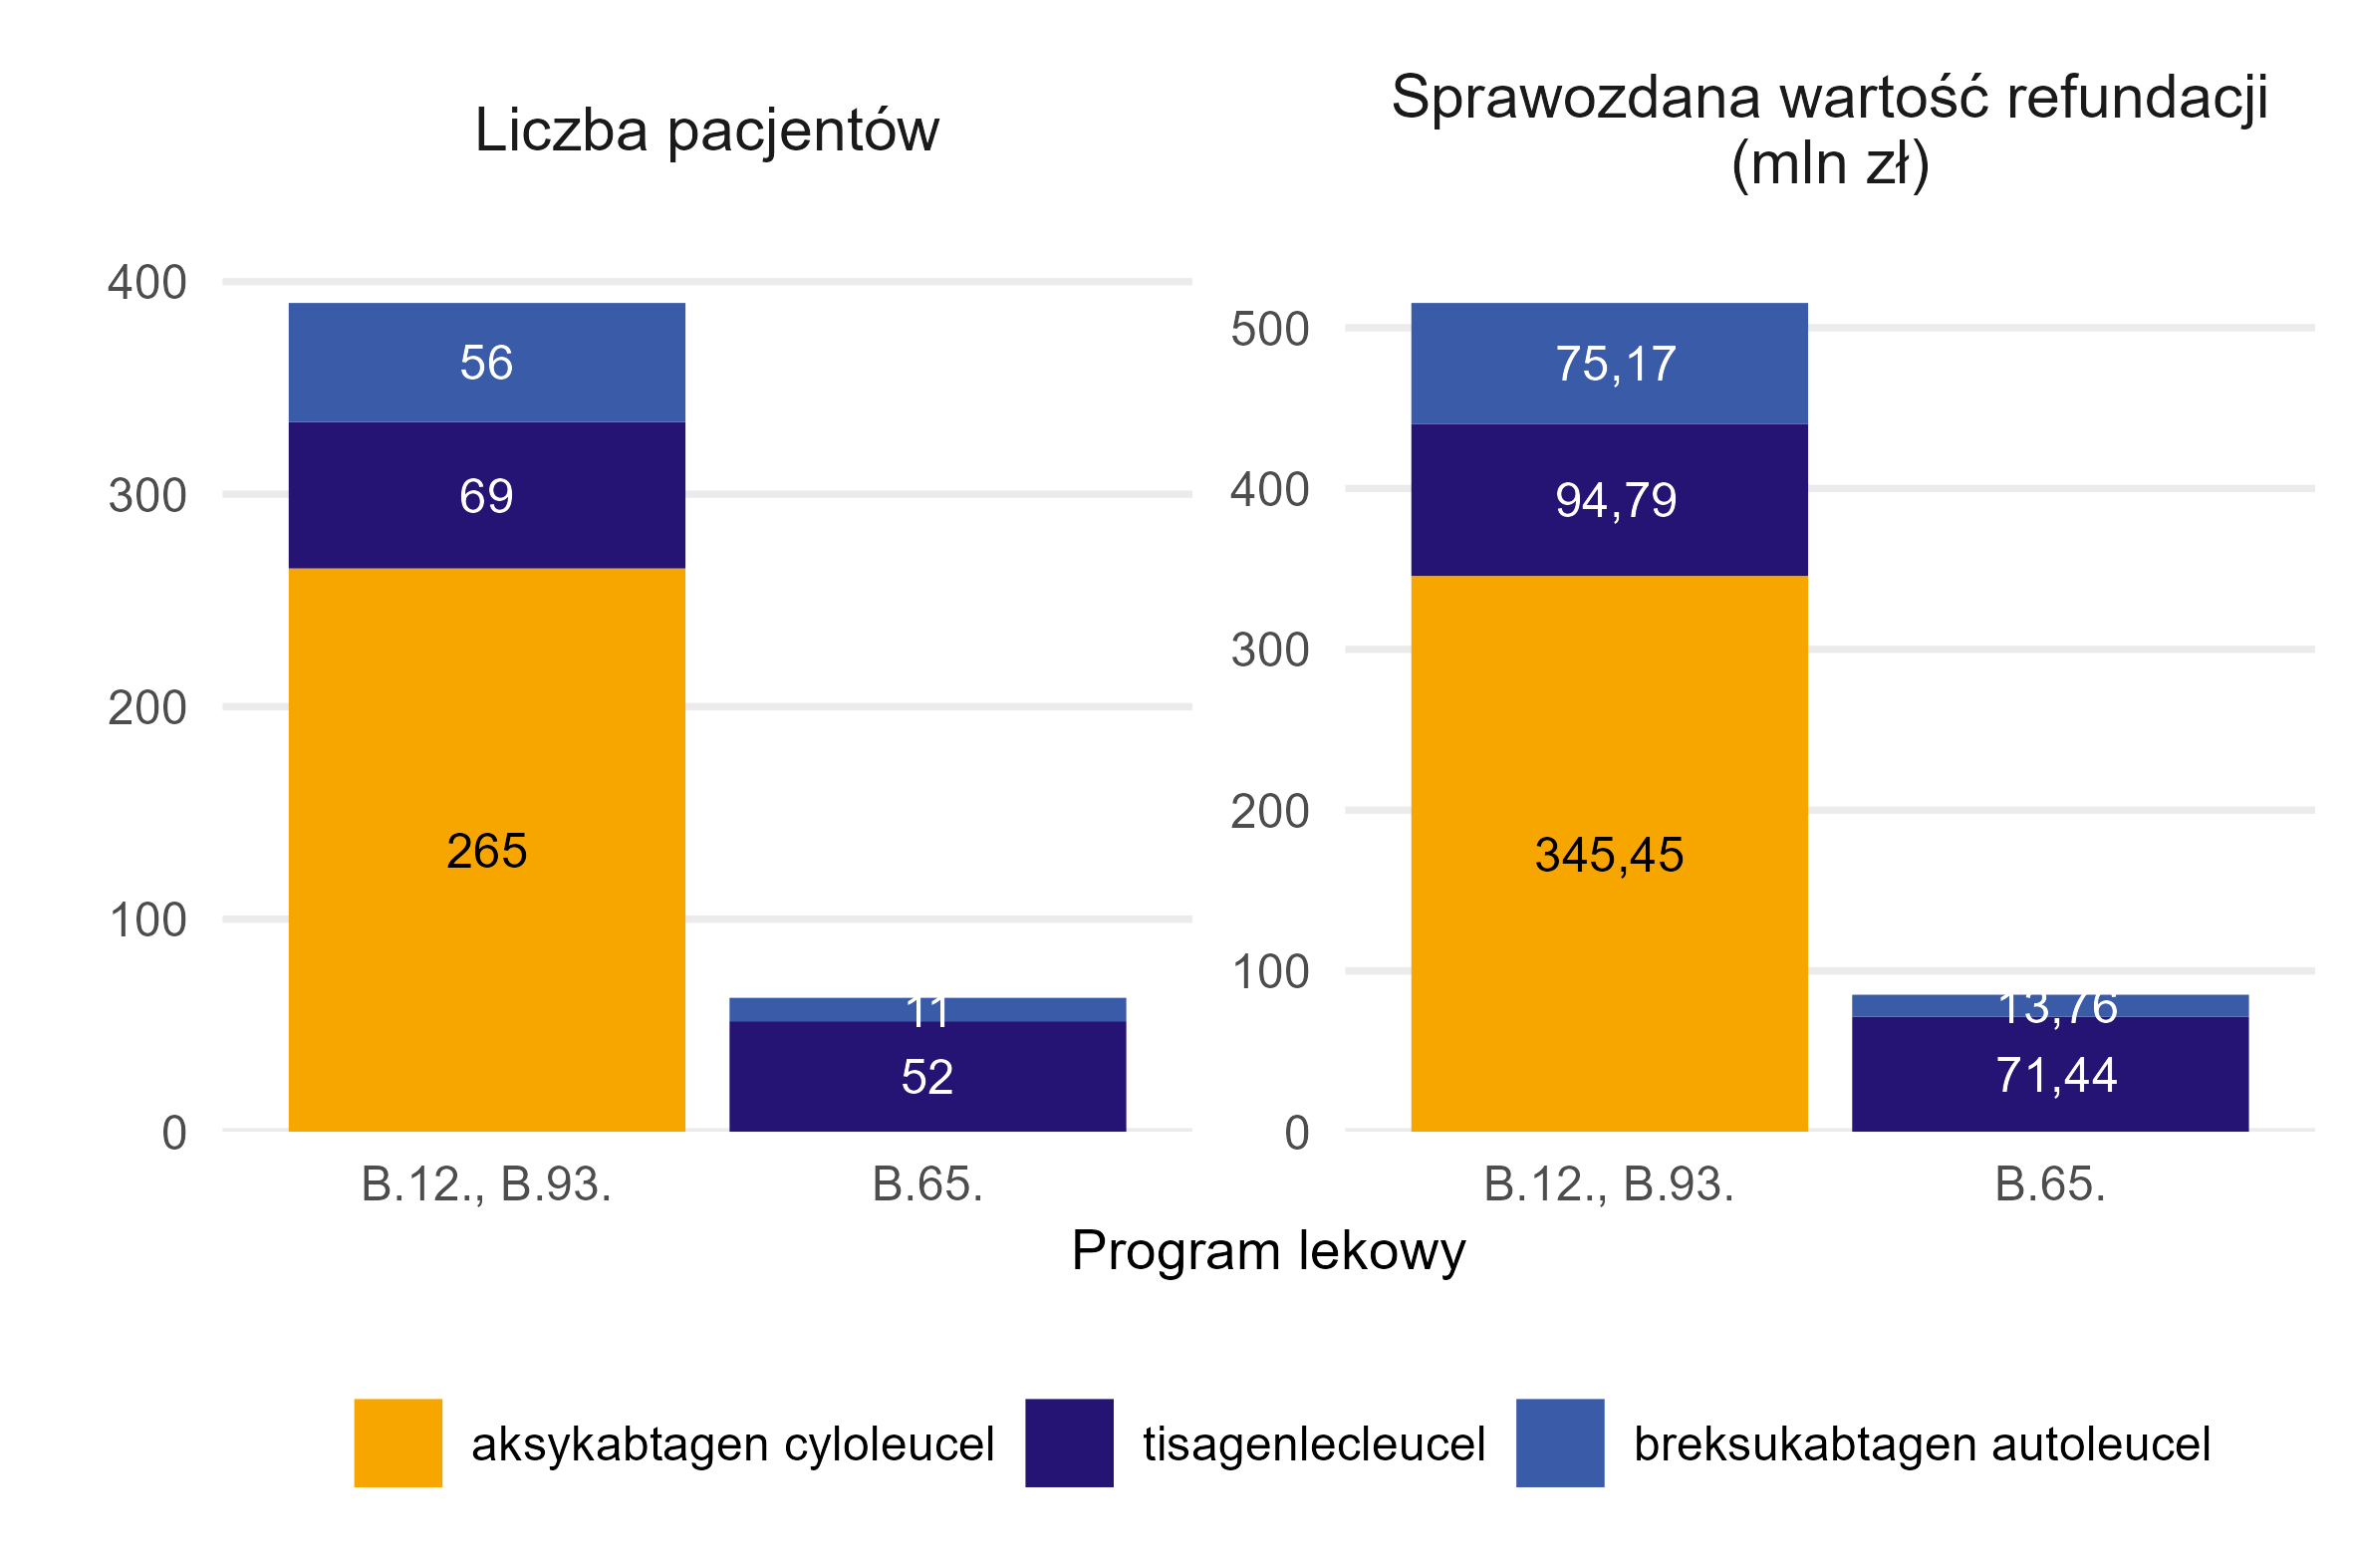 Liczba pacjentów
400
300
200
100
0
56
69
265
11
52
B.12., B.93.
B.65.
Sprawozdana wartość refundacji
(mln zł)
500
400
300
200
100
0
75,17
94,79
345,45
13,76
71,44
B.12., B.93.
B.65.
Program lekowy
aksykabtagen cyloleucel
tisagenlecleucel
breksukabtagen autoleucel